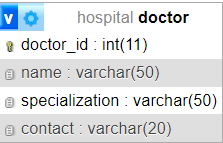 v hospital doctor
doctor_id : int(11)
name : varchar(50)
specialization : varchar(50)
contact : varchar(20)